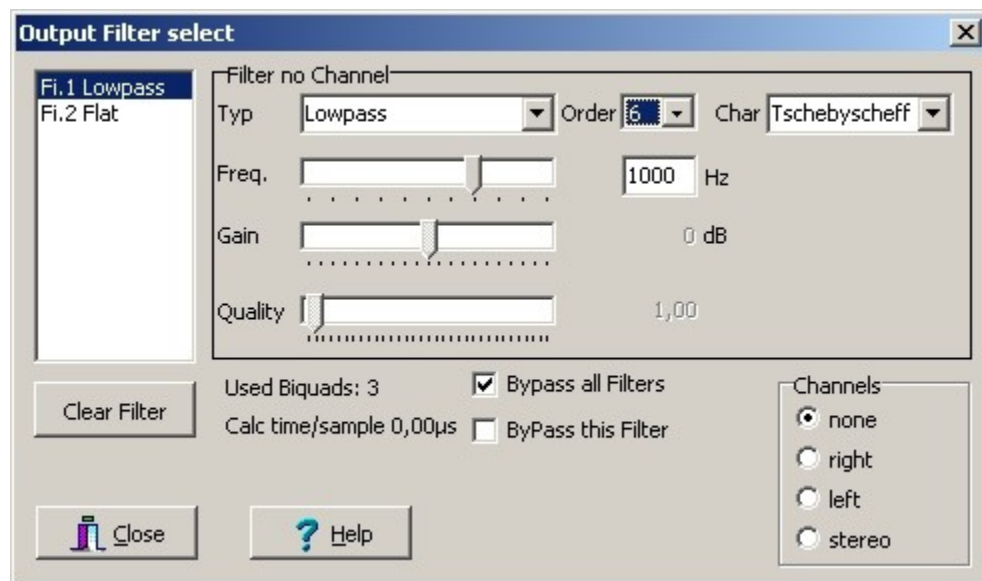 Output Filter select
Fi.1 Lowpass
Fi.2 Flat
Filter no Channel
Typ Lowpass Order 6 Char Tschebyscheff
Freq. 1000 Hz
Gain 0 dB
Quality 1,00
Clear Filter
Used Biquads: 3
Calc time/sample 0,00µs
Bypass all Filters
ByPass this Filter
Channels
none
right
left
stereo
Close
Help